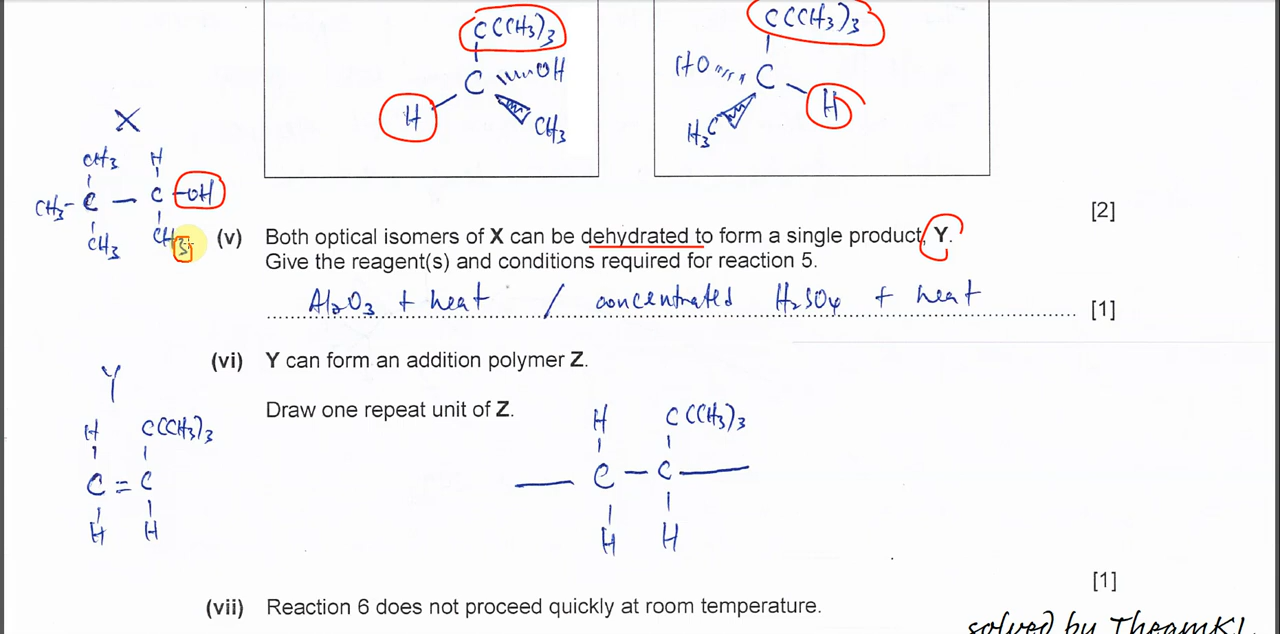 C(CH3)3 C(CH3)3
C OH HO C
H H
CH3 H3C
X
CH3 H
CH3- C — C -OH
CH3 CH3
[2]
(v) Both optical isomers of X can be dehydrated to form a single product, Y.
Give the reagent(s) and conditions required for reaction 5.
Al2O3 + heat / concentrated H2SO4 + heat
[1]
(vi) Y can form an addition polymer Z.
Y
Draw one repeat unit of Z.
H C(CH3)3 H C(CH3)3
C = C — C — C —
H H H H
[1]
(vii) Reaction 6 does not proceed quickly at room temperature.
solved by ThoamKL